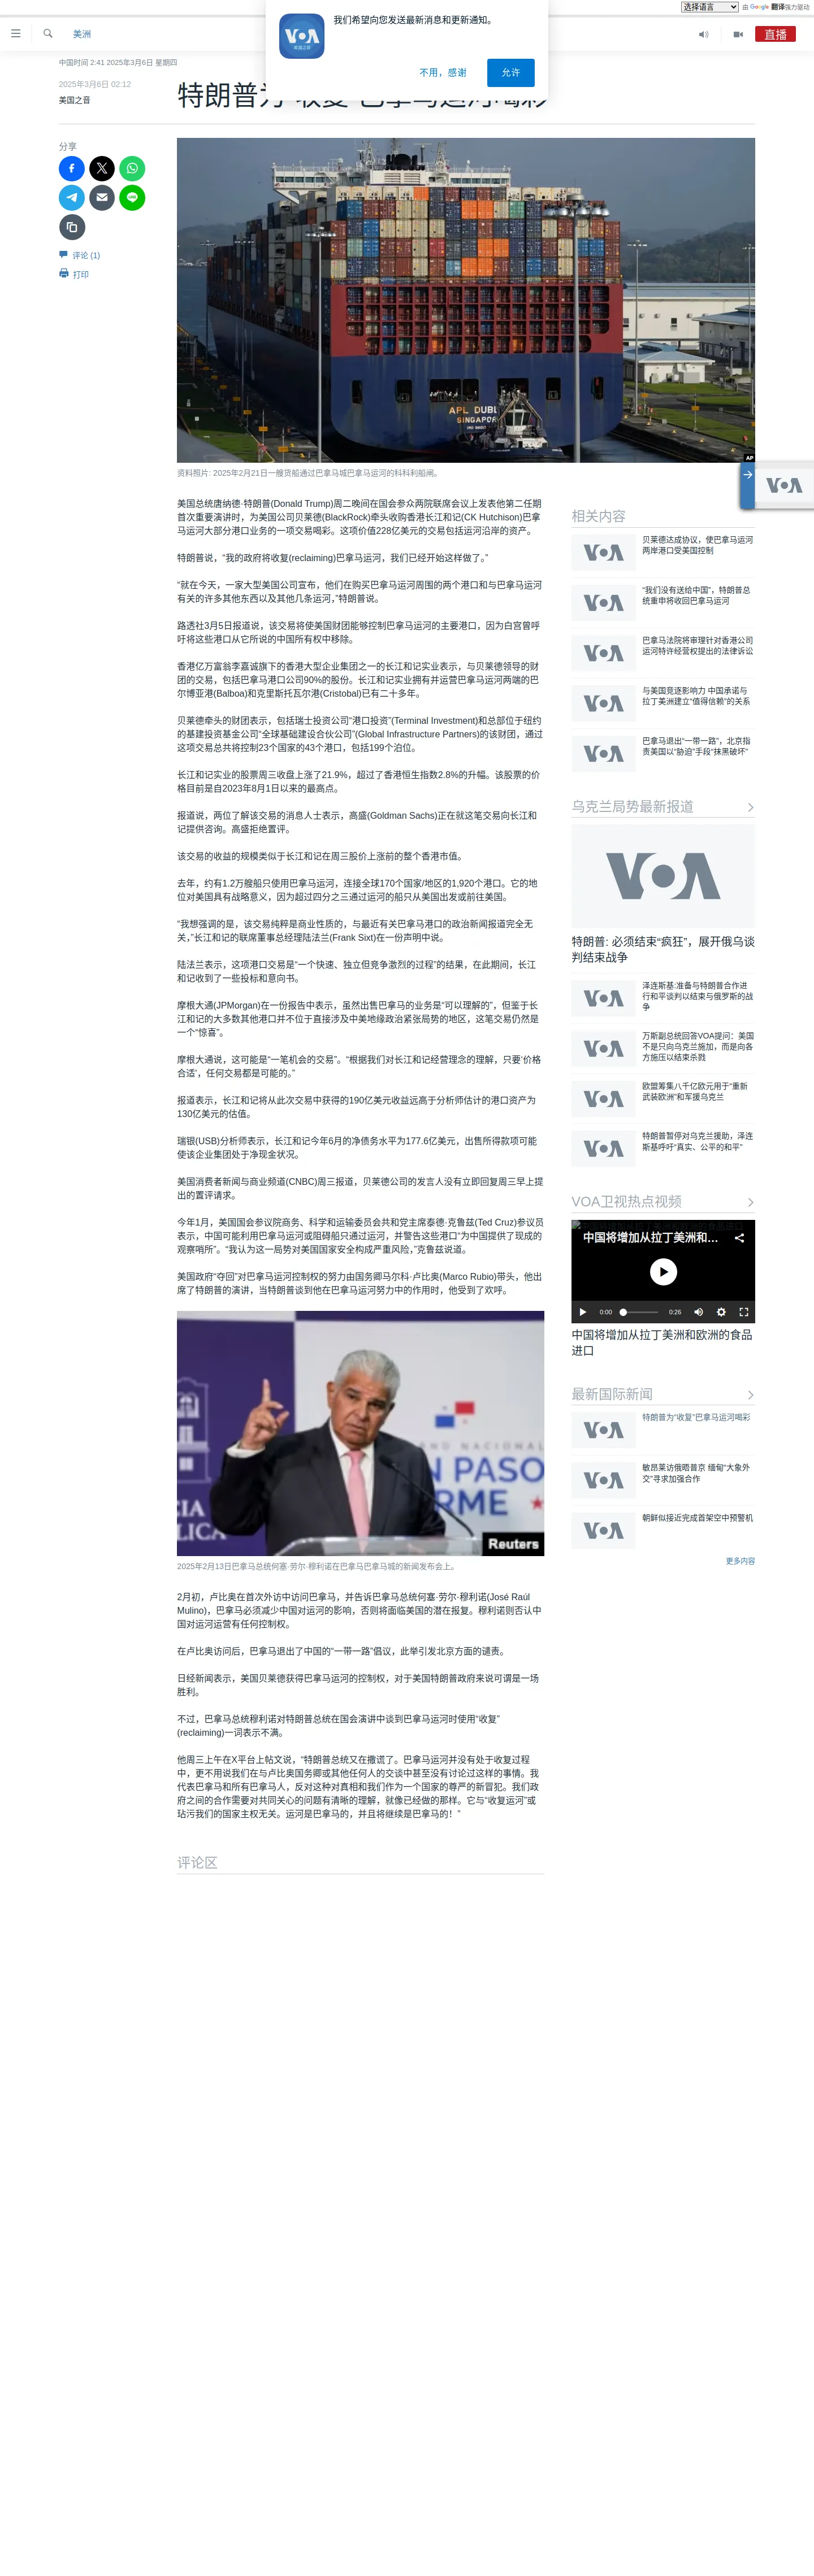 选择语言
由 Google 翻译强力驱动
我们希望向您发送最新消息和更新通知。
不用，感谢
允许
美洲
直播
中国时间 2:41 2025年3月6日 星期四
2025年3月6日 02:12
美国之音
特朗普为“收复”巴拿马运河喝彩
分享
评论 (1)
打印
APL DUBL
SINGAPOR
AP
资料照片: 2025年2月21日一艘货船通过巴拿马城巴拿马运河的科科利船闸。
VOA
美国总统唐纳德·特朗普(Donald Trump)周二晚间在国会参众两院联席会议上发表他第二任期
首次重要演讲时，为美国公司贝莱德(BlackRock)牵头收购香港长江和记(CK Hutchison)巴拿
马运河大部分港口业务的一项交易喝彩。这项价值228亿美元的交易包括运河沿岸的资产。
特朗普说，“我的政府将收复(reclaiming)巴拿马运河，我们已经开始这样做了。”
“就在今天，一家大型美国公司宣布，他们在购买巴拿马运河周围的两个港口和与巴拿马运河
有关的许多其他东西以及其他几条运河，”特朗普说。
路透社3月5日报道说，该交易将使美国财团能够控制巴拿马运河的主要港口，因为白宫曾呼
吁将这些港口从它所说的中国所有权中移除。
香港亿万富翁李嘉诚旗下的香港大型企业集团之一的长江和记实业表示，与贝莱德领导的财
团的交易，包括巴拿马港口公司90%的股份。长江和记实业拥有并运营巴拿马运河两端的巴
尔博亚港(Balboa)和克里斯托瓦尔港(Cristobal)已有二十多年。
贝莱德牵头的财团表示，包括瑞士投资公司“港口投资”(Terminal Investment)和总部位于纽约
的基建投资基金公司“全球基础建设合伙公司”(Global Infrastructure Partners)的该财团，通过
这项交易总共将控制23个国家的43个港口，包括199个泊位。
长江和记实业的股票周三收盘上涨了21.9%，超过了香港恒生指数2.8%的升幅。该股票的价
格目前是自2023年8月1日以来的最高点。
报道说，两位了解该交易的消息人士表示，高盛(Goldman Sachs)正在就这笔交易向长江和
记提供咨询。高盛拒绝置评。
该交易的收益的规模类似于长江和记在周三股价上涨前的整个香港市值。
去年，约有1.2万艘船只使用巴拿马运河，连接全球170个国家/地区的1,920个港口。它的地
位对美国具有战略意义，因为超过四分之三通过运河的船只从美国出发或前往美国。
“我想强调的是，该交易纯粹是商业性质的，与最近有关巴拿马港口的政治新闻报道完全无
关，”长江和记的联席董事总经理陆法兰(Frank Sixt)在一份声明中说。
陆法兰表示，这项港口交易是“一个快速、独立但竞争激烈的过程”的结果，在此期间，长江
和记收到了一些投标和意向书。
摩根大通(JPMorgan)在一份报告中表示，虽然出售巴拿马的业务是“可以理解的”，但鉴于长
江和记的大多数其他港口并不位于直接涉及中美地缘政治紧张局势的地区，这笔交易仍然是
一个“惊喜”。
摩根大通说，这可能是“一笔机会的交易”。“根据我们对长江和记经营理念的理解，只要‘价格
合适’，任何交易都是可能的。”
报道表示，长江和记将从此次交易中获得的190亿美元收益远高于分析师估计的港口资产为
130亿美元的估值。
瑞银(USB)分析师表示，长江和记今年6月的净债务水平为177.6亿美元，出售所得款项可能
使该企业集团处于净现金状况。
美国消费者新闻与商业频道(CNBC)周三报道，贝莱德公司的发言人没有立即回复周三早上提
出的置评请求。
今年1月，美国国会参议院商务、科学和运输委员会共和党主席泰德·克鲁兹(Ted Cruz)参议员
表示，中国可能利用巴拿马运河或阻碍船只通过运河，并警告这些港口“为中国提供了现成的
观察哨所”。“我认为这一局势对美国国家安全构成严重风险，”克鲁兹说道。
美国政府“夺回”对巴拿马运河控制权的努力由国务卿马尔科·卢比奥(Marco Rubio)带头，他出
席了特朗普的演讲，当特朗普谈到他在巴拿马运河努力中的作用时，他受到了欢呼。
NO NACIONAL
PASO
RME
ÚBLICA
Reuters
2025年2月13日巴拿马总统何塞·劳尔·穆利诺在巴拿马巴拿马城的新闻发布会上。
2月初，卢比奥在首次外访中访问巴拿马，并告诉巴拿马总统何塞·劳尔·穆利诺(José Raúl
Mulino)，巴拿马必须减少中国对运河的影响，否则将面临美国的潜在报复。穆利诺则否认中
国对运河运营有任何控制权。
在卢比奥访问后，巴拿马退出了中国的“一带一路”倡议，此举引发北京方面的谴责。
日经新闻表示，美国贝莱德获得巴拿马运河的控制权，对于美国特朗普政府来说可谓是一场
胜利。
不过，巴拿马总统穆利诺对特朗普总统在国会演讲中谈到巴拿马运河时使用“收复”
(reclaiming)一词表示不满。
他周三上午在X平台上帖文说，“特朗普总统又在撒谎了。巴拿马运河并没有处于收复过程
中，更不用说我们在与卢比奥国务卿或其他任何人的交谈中甚至没有讨论过这样的事情。我
代表巴拿马和所有巴拿马人，反对这种对真相和我们作为一个国家的尊严的新冒犯。我们政
府之间的合作需要对共同关心的问题有清晰的理解，就像已经做的那样。它与“收复运河”或
玷污我们的国家主权无关。运河是巴拿马的，并且将继续是巴拿马的！”
评论区
相关内容
贝莱德达成协议，使巴拿马运河
两岸港口受美国控制
“我们没有送给中国”，特朗普总
统重申将收回巴拿马运河
巴拿马法院将审理针对香港公司
运河特许经营权提出的法律诉讼
与美国竞逐影响力 中国承诺与
拉丁美洲建立“值得信赖”的关系
巴拿马退出“一带一路”，北京指
责美国以“胁迫”手段“抹黑破坏”
乌克兰局势最新报道
VOA
特朗普: 必须结束“疯狂”，展开俄乌谈
判结束战争
泽连斯基:准备与特朗普合作进
行和平谈判以结束与俄罗斯的战
争
万斯副总统回答VOA提问：美国
不是只向乌克兰施加，而是向各
方施压以结束杀戮
欧盟筹集八千亿欧元用于“重新
武装欧洲”和军援乌克兰
特朗普暂停对乌克兰援助，泽连
斯基呼吁“真实、公平的和平”
VOA卫视热点视频
中国将增加从拉丁美洲和...
0:00
0:26
中国将增加从拉丁美洲和欧洲的食品
进口
最新国际新闻
特朗普为“收复”巴拿马运河喝彩
敏昂莱访俄晤普京 缅甸“大象外
交”寻求加强合作
朝鲜似接近完成首架空中预警机
更多内容